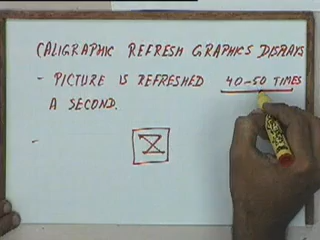 CALIGRAPHIC REFRESH GRAPHICS DISPLAYS
- PICTURE IS REFRESHED 40-50 TIMES
A SECOND.
-